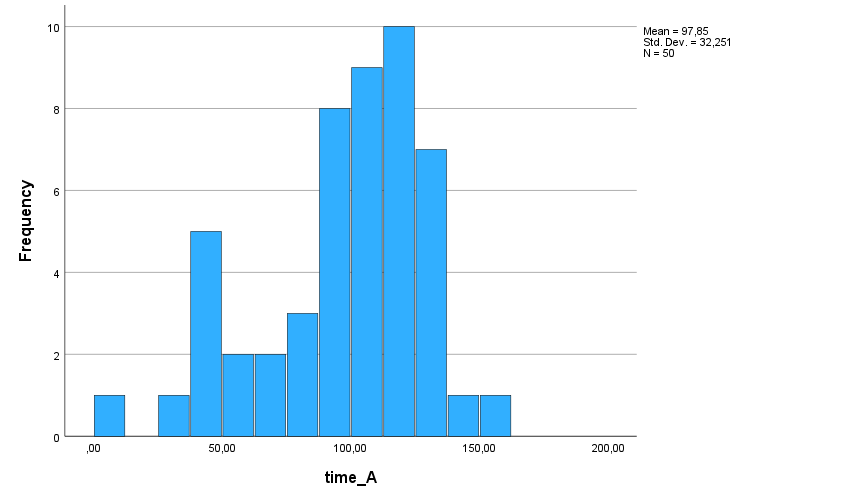 Mean = 97,85
Std. Dev. = 32,251
N = 50
10
8
6
4
2
0
Frequency
,00
50,00
100,00
150,00
200,00
time_A